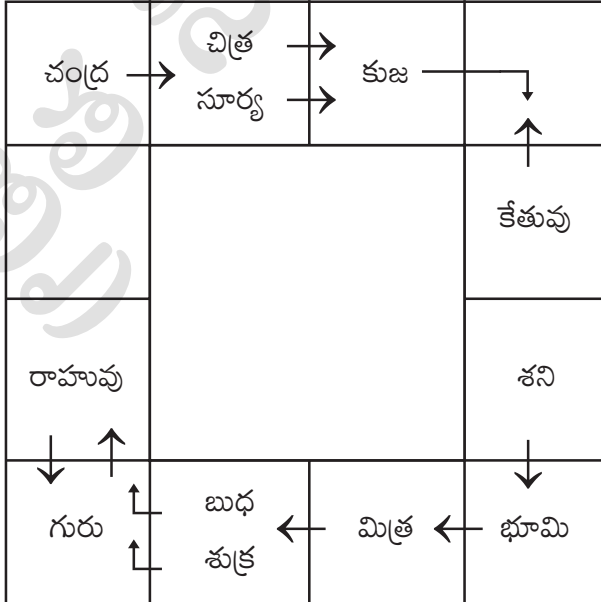 చంద్ర
చిత్ర
సూర్య
కుజ
కేతువు
రాహువు
శని
గురు
బుధ
శుక్ర
మిత్ర
భూమి